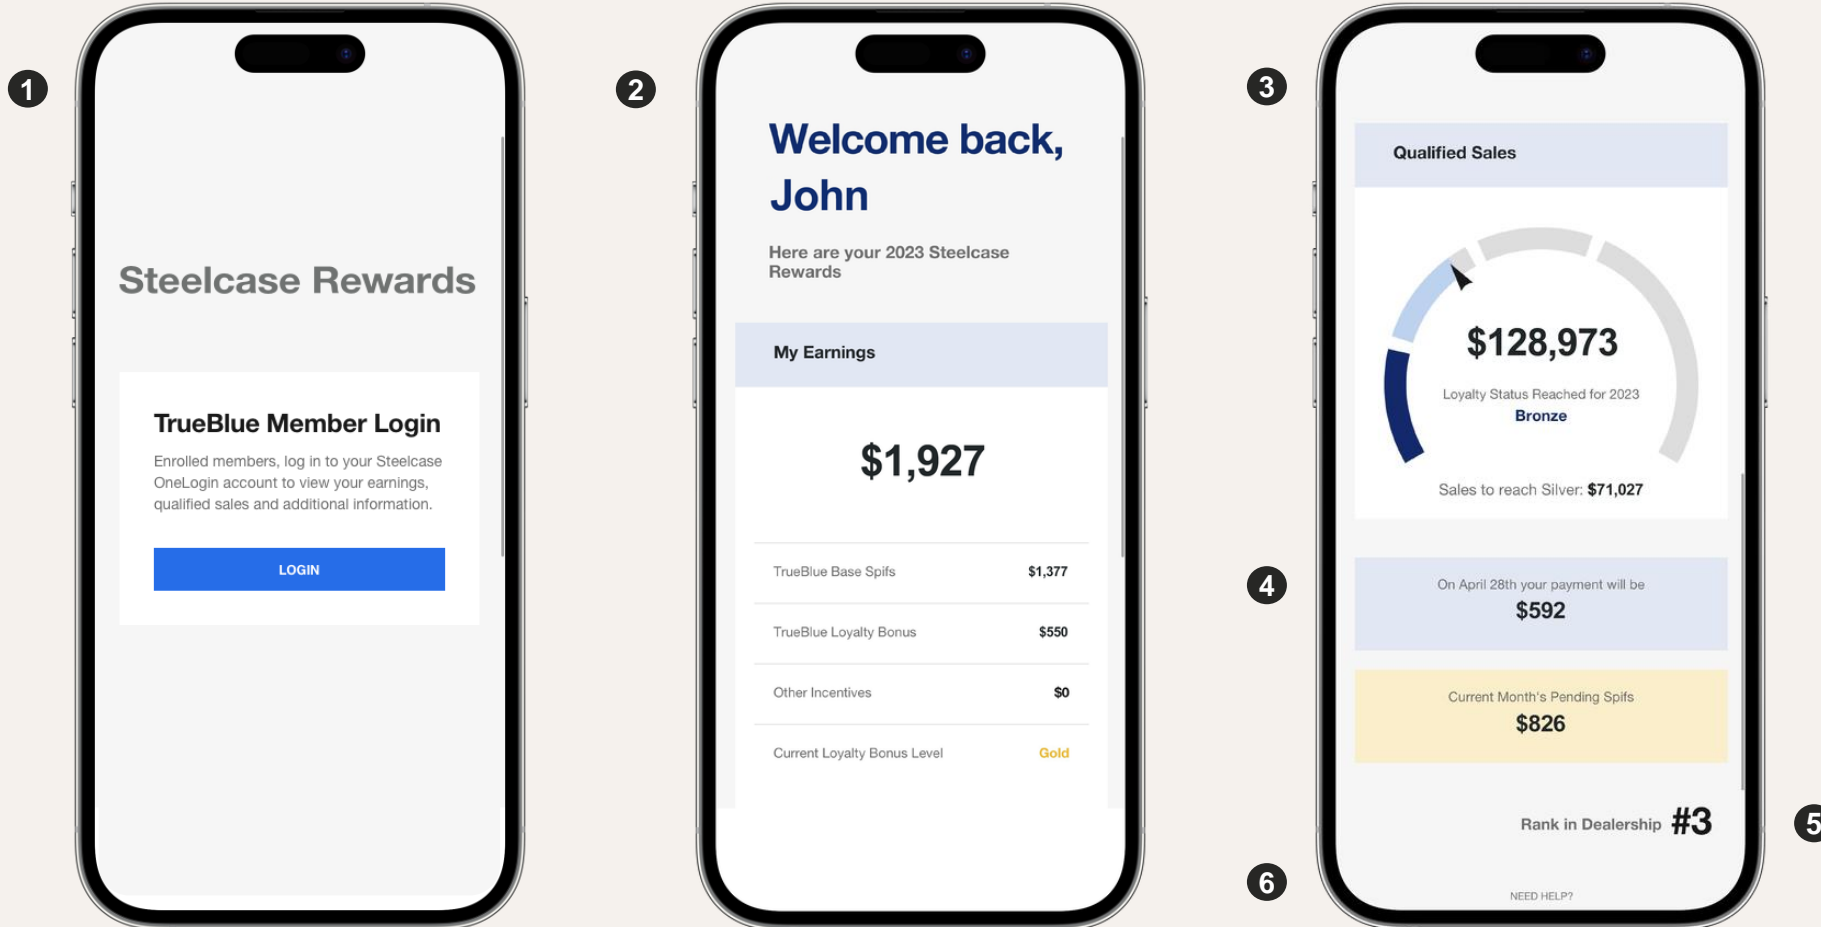 1
Steelcase Rewards
TrueBlue Member Login
Enrolled members, log in to your Steelcase
OneLogin account to view your earnings,
qualified sales and additional information.
LOGIN
2
Welcome back,
John
Here are your 2023 Steelcase
Rewards
My Earnings
$1,927
TrueBlue Base Spifs $1,377
TrueBlue Loyalty Bonus $550
Other Incentives $0
Current Loyalty Bonus Level Gold
3
Qualified Sales
$128,973
Loyalty Status Reached for 2023
Bronze
Sales to reach Silver: $71,027
4
On April 28th your payment will be
$592
Current Month's Pending Spifs
$826
Rank in Dealership #3
5
6
NEED HELP?